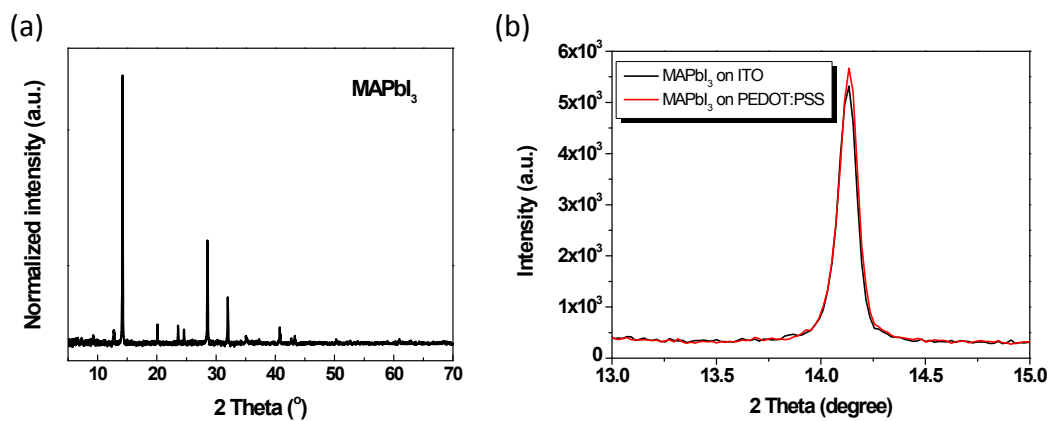 (a)
Normalized intensity (a.u.)
MAPbI₃
10 20 30 40 50 60 70
2 Theta (°)
(b)
Intensity (a.u.)
6x10³
5x10³
4x10³
3x10³
2x10³
1x10³
0
MAPbI₃ on ITO
MAPbI₃ on PEDOT:PSS
13.0 13.5 14.0 14.5 15.0
2 Theta (degree)